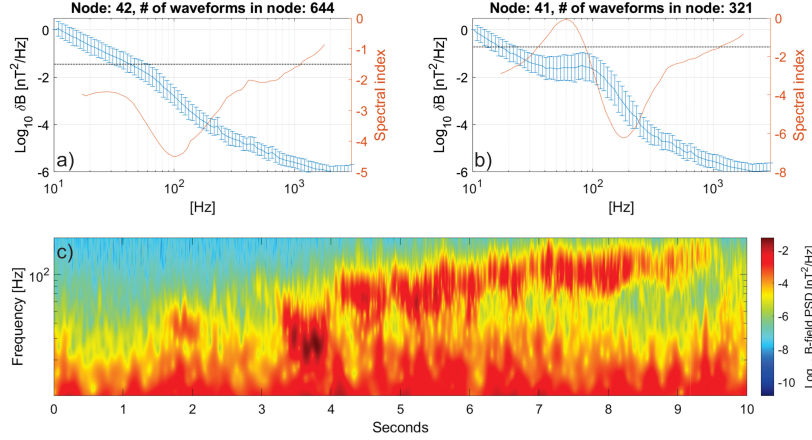 Node: 42, # of waveforms in node: 644
Log10 δB [nT²/Hz]
0
-2
-4
-6
a)
10¹
10²
10³
[Hz]
0
-1
-2
-3
-4
-5
Spectral index
Node: 41, # of waveforms in node: 321
Log10 δB [nT²/Hz]
0
-2
-4
-6
b)
10¹
10²
10³
[Hz]
0
-2
-4
-6
-8
Spectral index
c)
Frequency [Hz]
10²
0 1 2 3 4 5 6 7 8 9 10
Seconds
-2
-4
-6
-8
-10
B-field PSD [nT²/Hz]